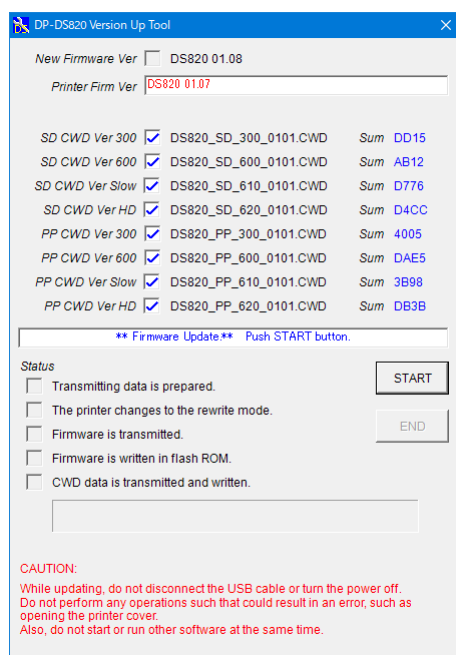 DP-DS820 Version Up Tool
New Firmware Ver DS820 01.08
Printer Firm Ver DS820 01.07
SD CWD Ver 300 DS820_SD_300_0101.CWD Sum DD15
SD CWD Ver 600 DS820_SD_600_0101.CWD Sum AB12
SD CWD Ver Slow DS820_SD_610_0101.CWD Sum D776
SD CWD Ver HD DS820_SD_620_0101.CWD Sum D4CC
PP CWD Ver 300 DS820_PP_300_0101.CWD Sum 4005
PP CWD Ver 600 DS820_PP_600_0101.CWD Sum DAE5
PP CWD Ver Slow DS820_PP_610_0101.CWD Sum 3B98
PP CWD Ver HD DS820_PP_620_0101.CWD Sum DB3B
** Firmware Update.** Push START button.
Status
START
Transmitting data is prepared.
The printer changes to the rewrite mode.
END
Firmware is transmitted.
Firmware is written in flash ROM.
CWD data is transmitted and written.
CAUTION:
While updating, do not disconnect the USB cable or turn the power off.
Do not perform any operations such that could result in an error, such as
opening the printer cover.
Also, do not start or run other software at the same time.